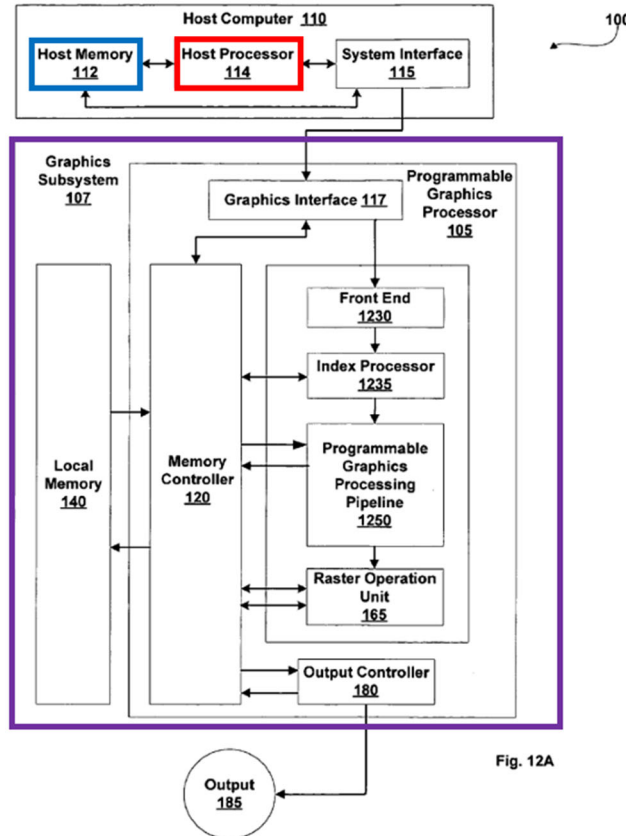 Host Computer 110
100
Host Memory
112
Host Processor
114
System Interface
115
Graphics
Subsystem
107
Programmable
Graphics
Processor
105
Graphics Interface 117
Front End
1230
Index Processor
1235
Local
Memory
140
Memory
Controller
120
Programmable
Graphics
Processing
Pipeline
1250
Raster Operation
Unit
165
Output Controller
180
Output
185
Fig. 12A